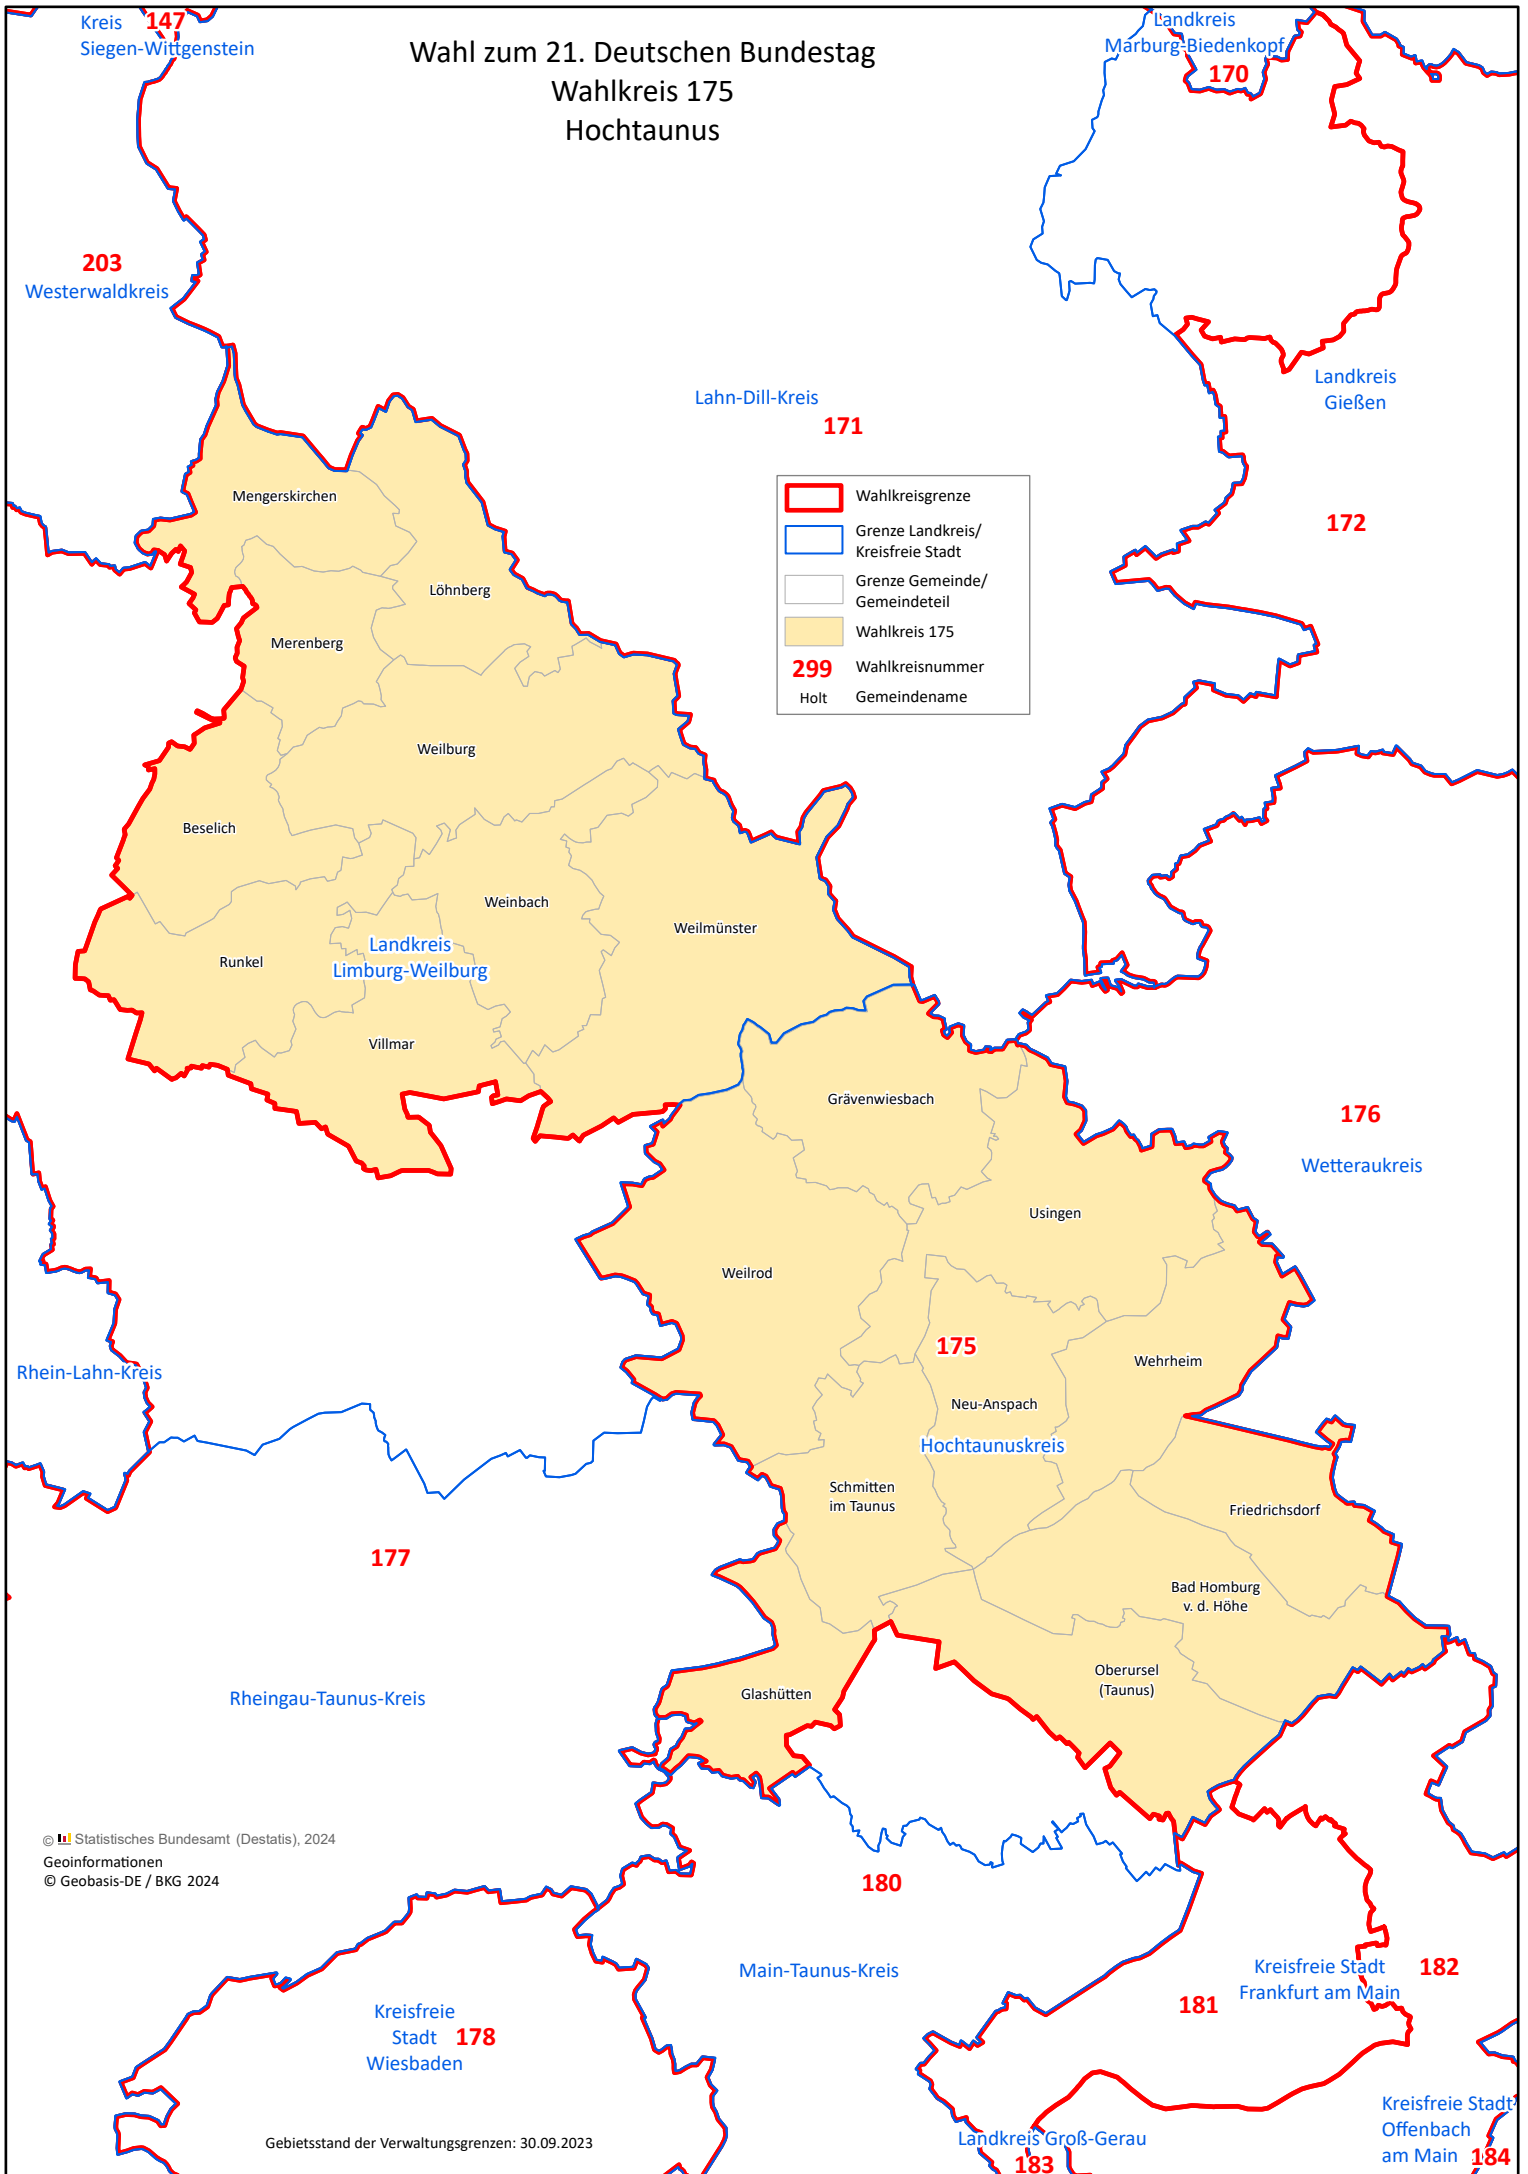 Wahl zum 21. Deutschen Bundestag
Wahlkreis 175
Hochtaunus
Kreis 147
Siegen-Wittgenstein
Landkreis
Marburg-Biedenkopf
170
203
Westerwaldkreis
Lahn-Dill-Kreis
171
Landkreis
Gießen
172
Wahlkreisgrenze
Grenze Landkreis/
Kreisfreie Stadt
Grenze Gemeinde/
Gemeindeteil
Wahlkreis 175
299 Wahlkreisnummer
Holt Gemeindename
Mengerskirchen
Löhnberg
Merenberg
Weilburg
Beselich
Weinbach
Weilmünster
Runkel
Landkreis
Limburg-Weilburg
Villmar
Grävenwiesbach
176
Wetteraukreis
Usingen
Weilrod
175
Wehrheim
Rhein-Lahn-Kreis
Neu-Anspach
Hochtaunuskreis
Schmitten
im Taunus
Friedrichsdorf
177
Bad Homburg
v. d. Höhe
Oberursel
(Taunus)
Glashütten
Rheingau-Taunus-Kreis
© Statistisches Bundesamt (Destatis), 2024
Geoinformationen
© Geobasis-DE / BKG 2024
180
Main-Taunus-Kreis
Kreisfreie Stadt
Frankfurt am Main
182
181
Kreisfreie
Stadt 178
Wiesbaden
Kreisfreie Stadt
Offenbach
am Main 184
Landkreis Groß-Gerau
183
Gebietsstand der Verwaltungsgrenzen: 30.09.2023